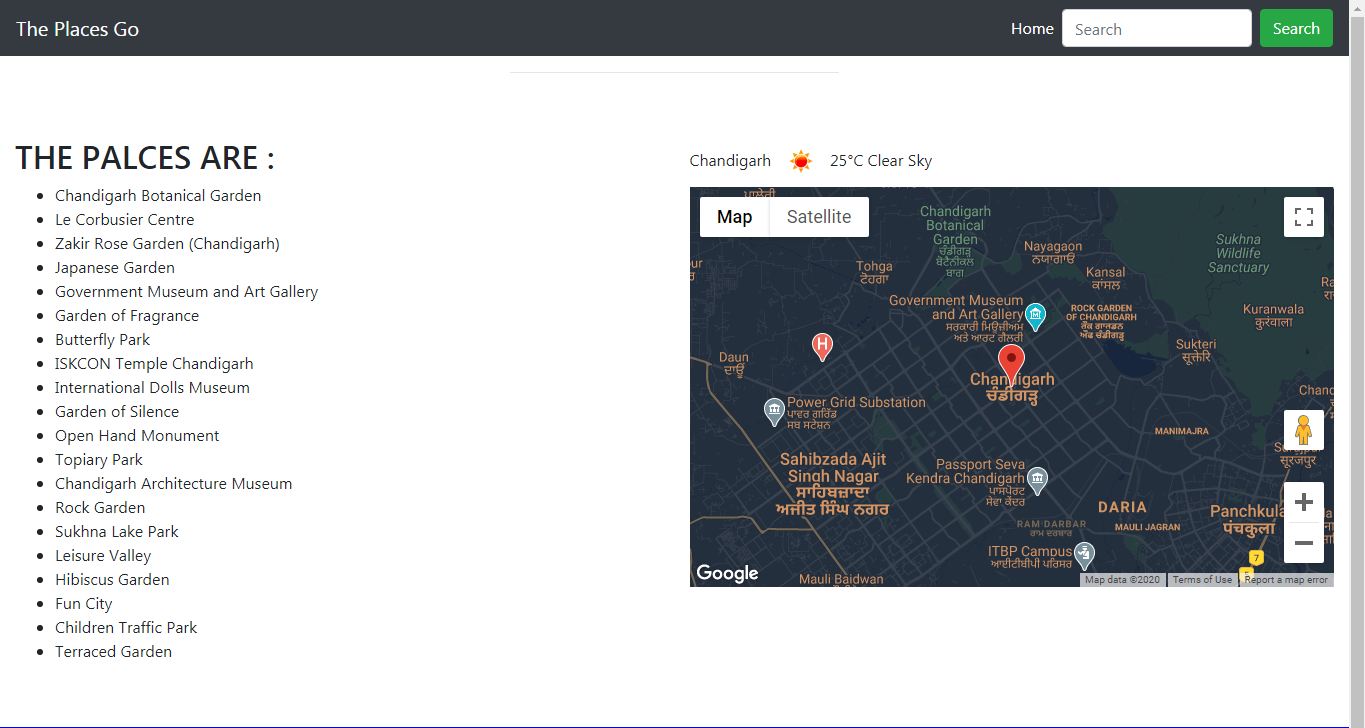 The Places Go
Home
Search
Search
THE PALCES ARE :
Chandigarh Botanical Garden
Le Corbusier Centre
Zakir Rose Garden (Chandigarh)
Japanese Garden
Government Museum and Art Gallery
Garden of Fragrance
Butterfly Park
ISKCON Temple Chandigarh
International Dolls Museum
Garden of Silence
Open Hand Monument
Topiary Park
Chandigarh Architecture Museum
Rock Garden
Sukhna Lake Park
Leisure Valley
Hibiscus Garden
Fun City
Children Traffic Park
Terraced Garden
Chandigarh
25°C Clear Sky
Map
Satellite
Chandigarh
Botanical
Garden
ਚੰਡੀਗੜ੍ਹ
ਬੋਟੈਨੀਕਲ
ਬਾਗ
Nayagaon
ਨਯਾਗਾਓਂ
Sukhna
Wildlife
Sanctuary
Tohga
ਟੋਹਗਾ
Kansal
ਕਾਂਸਲ
Government Museum
and Art Gallery
ਸਰਕਾਰੀ ਮਿਊਜ਼ੀਅਮ
ਅਤੇ ਆਰਟ ਗੈਲਰੀ
ROCK GARDEN
OF CHANDIGARH
ਰੌਕ ਗਾਰਡਨ
ਔਫ ਚੰਡੀਗੜ੍ਹ
Kuranwala
कुरंवाला
H
Sukteri
सूक्तेरि
Daun
ਦਾਊਂ
Chandigarh
ਚੰਡੀਗੜ੍ਹ
Power Grid Substation
ਪਾਵਰ ਗਰਿੱਡ
ਸਬ ਸਟੇਸ਼ਨ
MANIMAJRA
सूरजपुर
Sahibzada Ajit
Singh Nagar
ਸਾਹਿਬਜ਼ਾਦਾ
ਅਜੀਤ ਸਿੰਘ ਨਗਰ
Passport Seva
Kendra Chandigarh
ਪਾਸਪੋਰਟ
ਸੇਵਾ ਕੇਂਦਰ
DARIA
Panchkula
पंचकुला
RAM DARBAR
ਰਾਮ ਦਰਬਾਰ
MAULI JAGRAN
ITBP Campus
ਆਈਟੀਬੀਪੀ ਪਰਿਸਰ
7
5
Mauli Baidwan
Google
Map data ©2020
Terms of Use
Report a map error